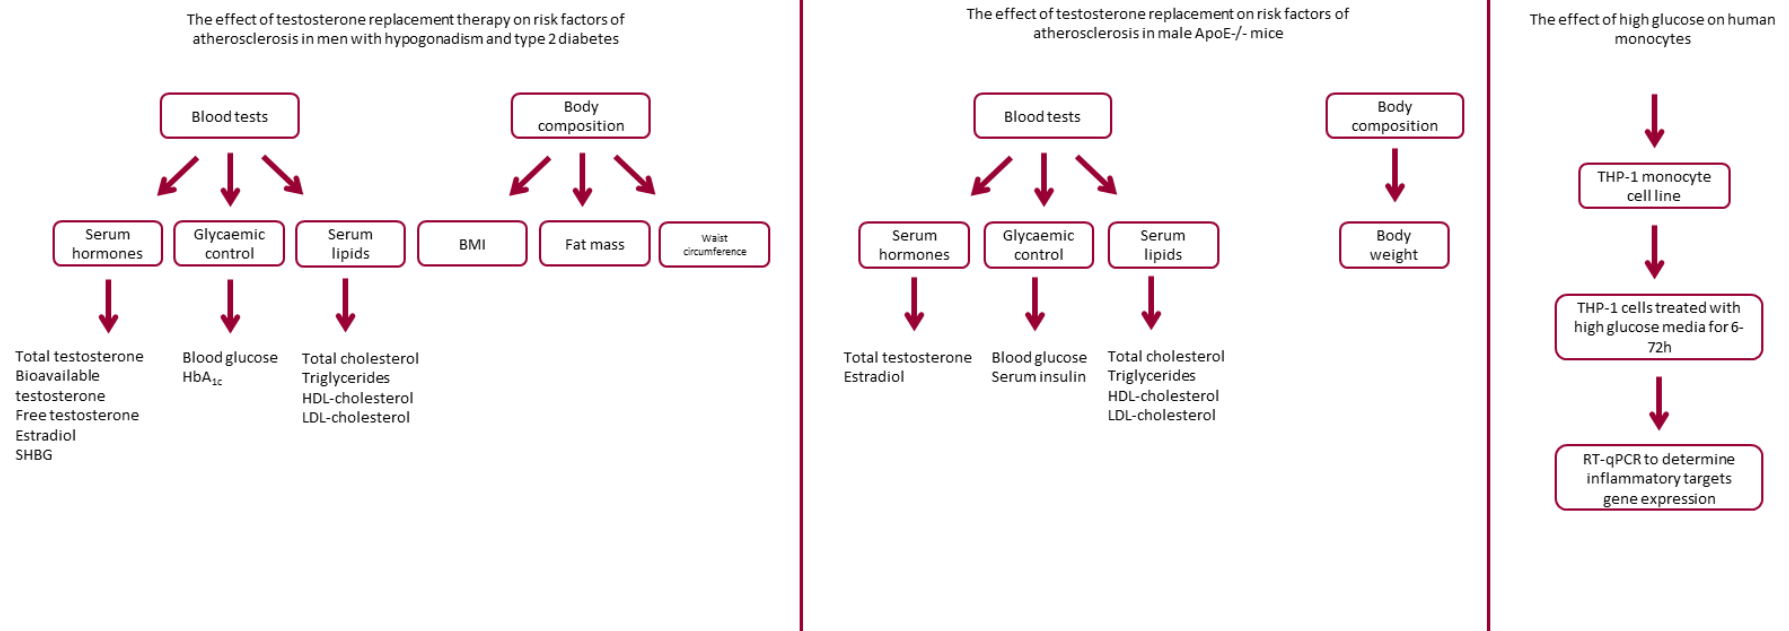 The effect of testosterone replacement therapy on risk factors of
atherosclerosis in men with hypogonadism and type 2 diabetes
Blood tests
Body
composition
Serum
hormones
Glycaemic
control
Serum
lipids
BMI
Fat mass
Waist
circumference
Total testosterone
Bioavailable
testosterone
Free testosterone
Estradiol
SHBG
Blood glucose
HbA1c
Total cholesterol
Triglycerides
HDL-cholesterol
LDL-cholesterol
The effect of testosterone replacement on risk factors of
atherosclerosis in male ApoE-/- mice
Blood tests
Body
composition
Serum
hormones
Glycaemic
control
Serum
lipids
Body
weight
Total testosterone
Estradiol
Blood glucose
Serum insulin
Total cholesterol
Triglycerides
HDL-cholesterol
LDL-cholesterol
The effect of high glucose on human
monocytes
THP-1 monocyte
cell line
THP-1 cells treated with
high glucose media for 6-
72h
RT-qPCR to determine
inflammatory targets
gene expression